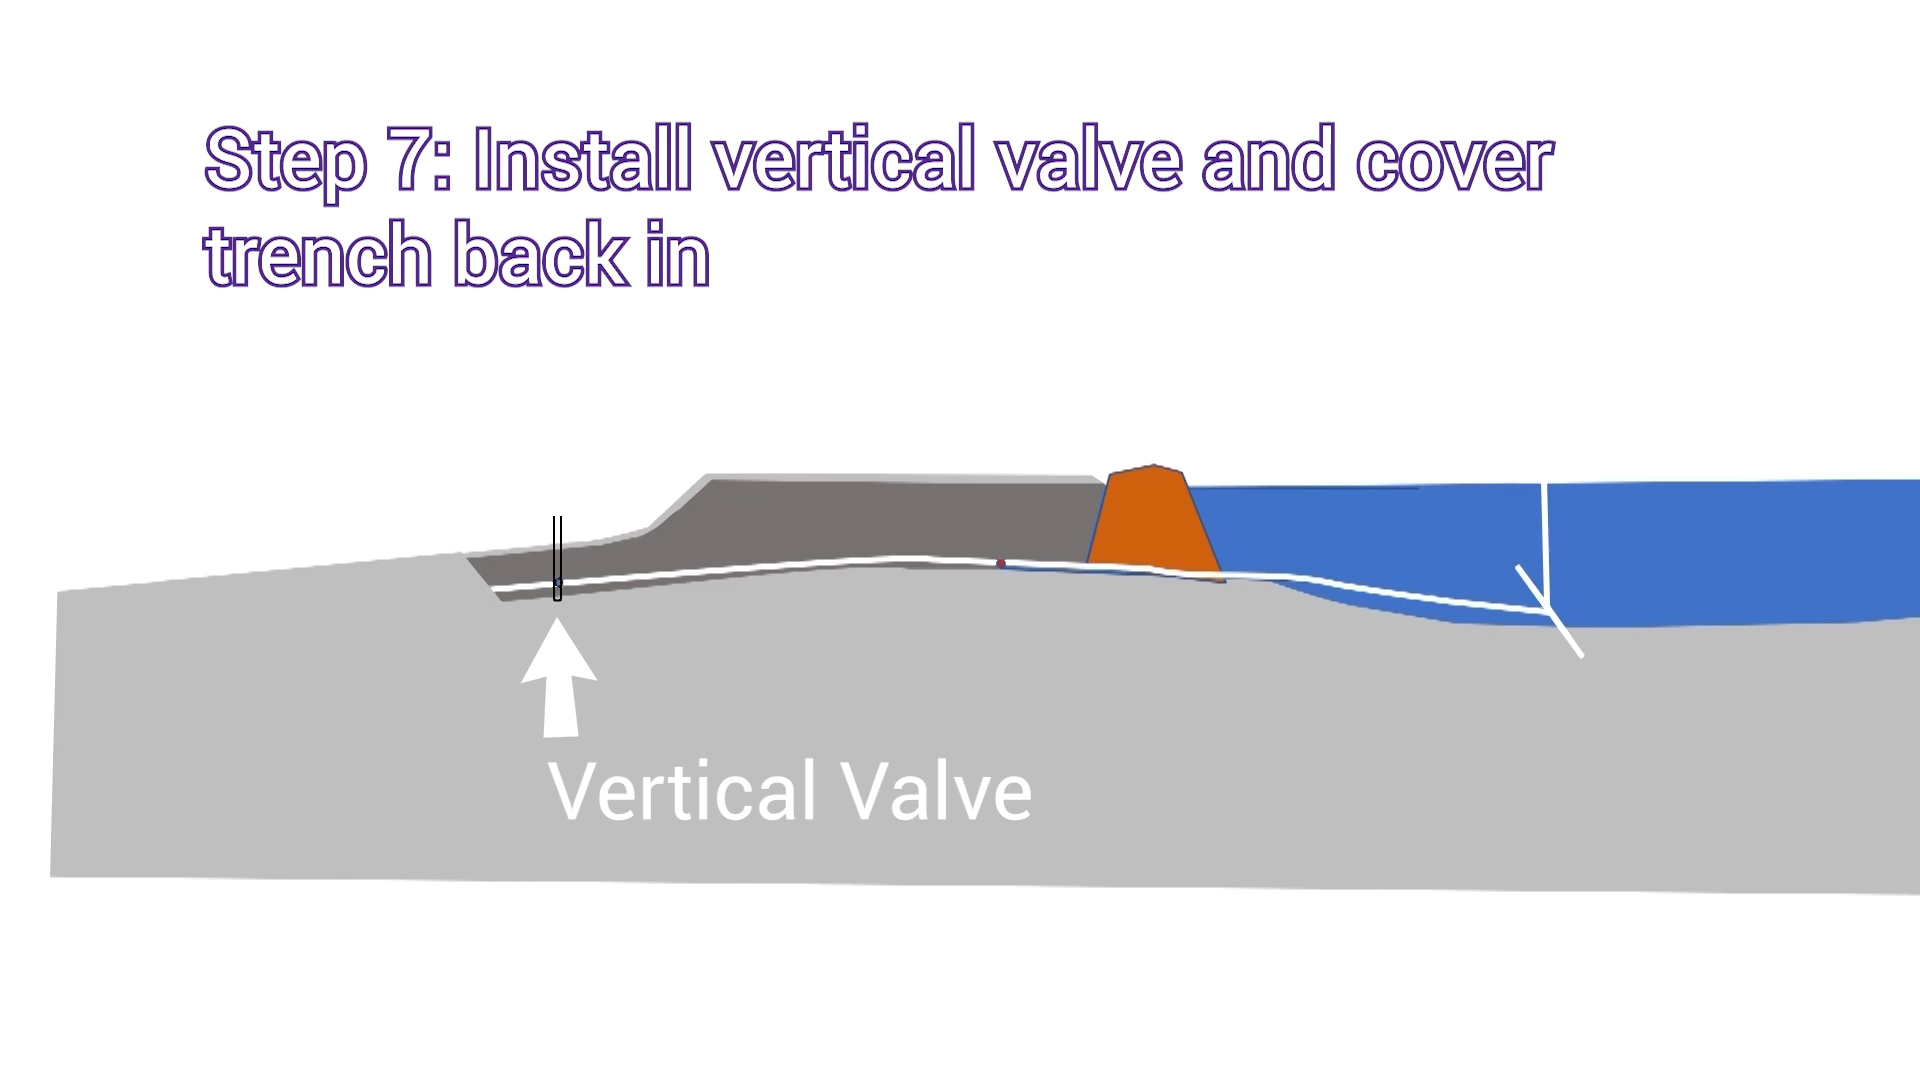 Step 7: Install vertical valve and cover
trench back in
Vertical Valve